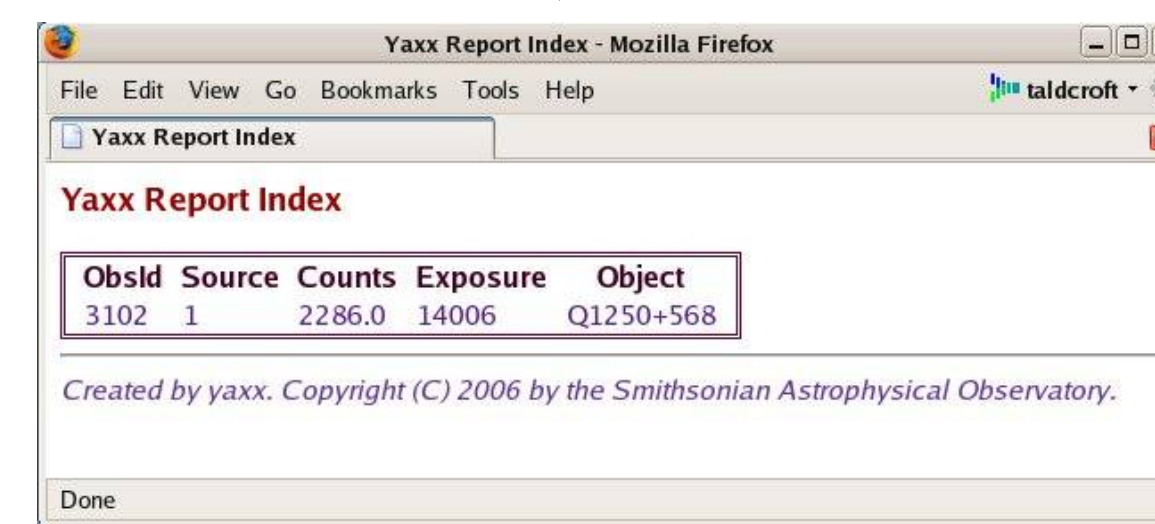 Yaxx Report Index - Mozilla Firefox
File Edit View Go Bookmarks Tools Help taldcroft
Yaxx Report Index
Yaxx Report Index
ObsId Source Counts Exposure Object
3102 1 2286.0 14006 Q1250+568
Created by yaxx. Copyright (C) 2006 by the Smithsonian Astrophysical Observatory.
Done